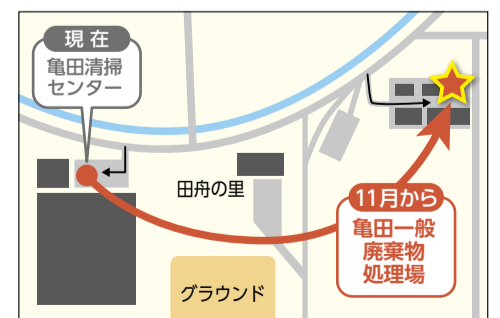 現在
亀田清掃
センター
田舟の里
11月から
亀田一般
廃棄物
処理場
グラウンド